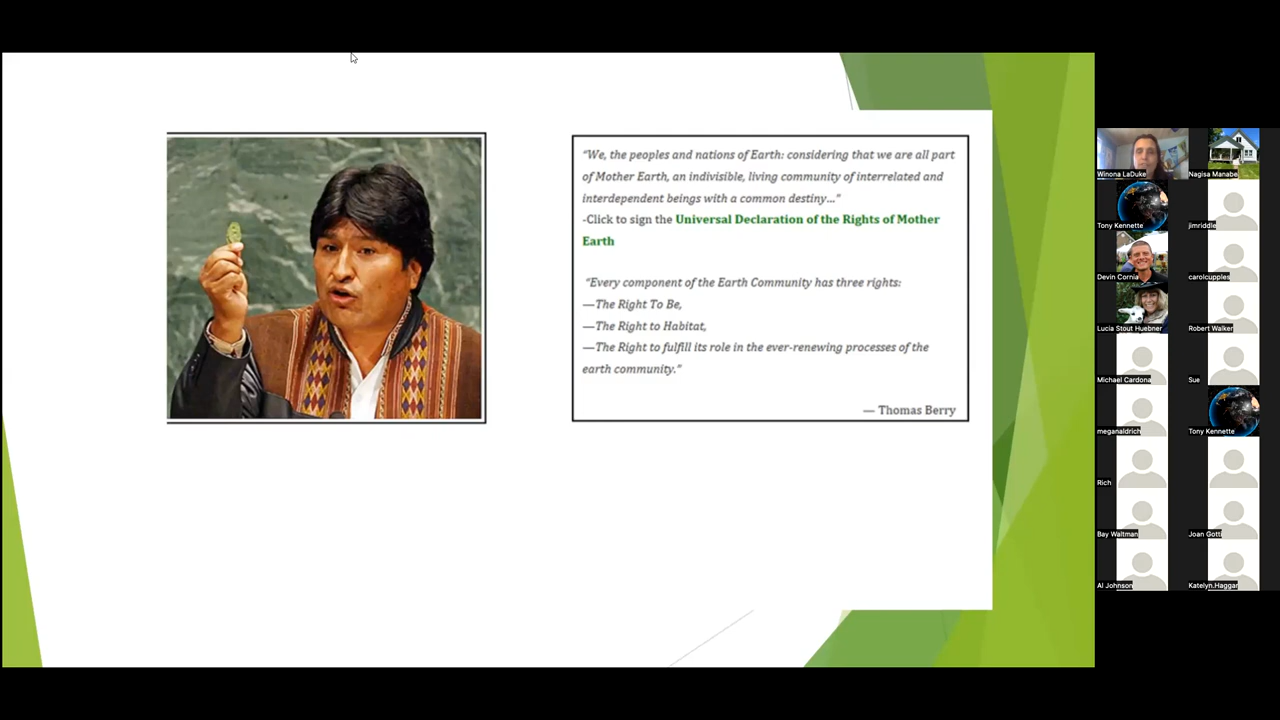 “We, the peoples and nations of Earth: considering that we are all part
of Mother Earth, an indivisible, living community of interrelated and
interdependent beings with a common destiny…“
-Click to sign the Universal Declaration of the Rights of Mother
Earth
“Every component of the Earth Community has three rights:
—The Right To Be,
—The Right to Habitat,
—The Right to fulfill its role in the ever-renewing processes of the
earth community.”
— Thomas Berry
Winona LaDuke
Nagisa Manabe
Tony Kennette
jimriddle
Devin Cornia
carolcupples
Lucia Stout Huebner
Robert Walker
Michael Cardona
Sue
meganaldrich
Tony Kennette
Rich
Bay Waltman
Joan Gotti
Al Johnson
Katelyn.Haggar